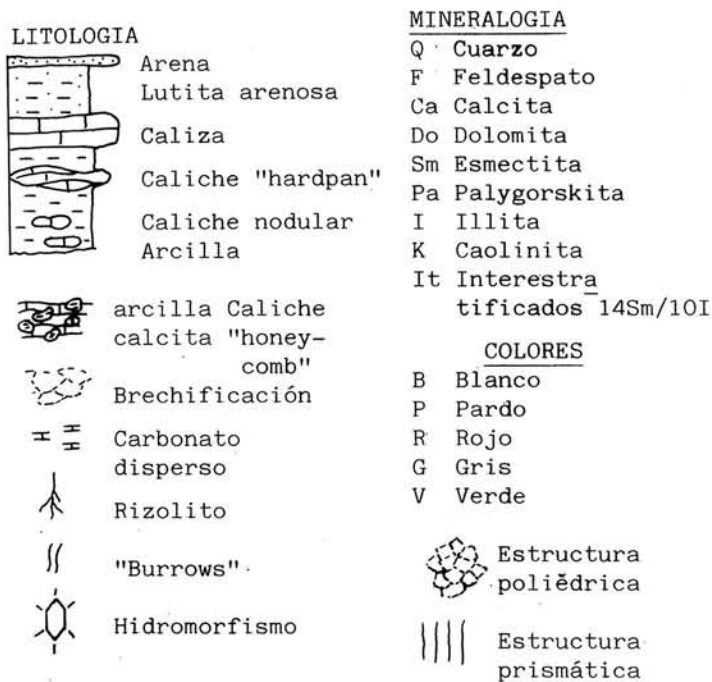 LITOLOGIA
Arena
Lutita arenosa
Caliza
Caliche "hardpan"
Caliche nodular
Arcilla
arcilla Caliche
calcita "honey-
comb"
Brechificación
Carbonato
disperso
Rizolito
"Burrows"
Hidromorfismo
MINERALOGIA
Q Cuarzo
F Feldespato
Ca Calcita
Do Dolomita
Sm Esmectita
Pa Palygorskita
I Illita
K Caolinita
It Interestra
tificados 14Sm/10I
COLORES
B Blanco
P Pardo
R Rojo
G Gris
V Verde
Estructura
poliĕdrica
Estructura
prismática